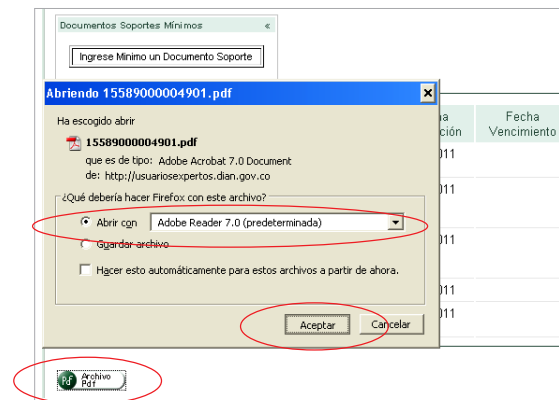 Documentos Soportes Mínimos «
Ingrese Minimo un Documento Soporte
Abriendo 15589000004901.pdf
Ha escogido abrir
15589000004901.pdf
que es de tipo: Adobe Acrobat 7.0 Document
de: http://usuariosexpertos.dian.gov.co
¿Qué debería hacer Firefox con este archivo?
Abrir con Adobe Reader 7.0 (predeterminada)
Guardar archivo
Hacer esto automáticamente para estos archivos a partir de ahora.
Aceptar Cancelar
Fecha
Vencimiento
Archivo
Pdf